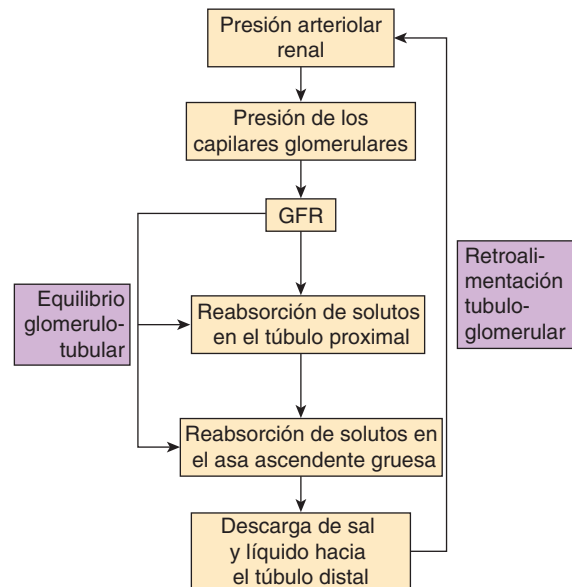 Presión arteriolar
renal
Presión de los
capilares glomerulares
GFR
Equilibrio
glomerulo-
tubular
Retroali-
mentación
tubulo-
glomerular
Reabsorción de solutos
en el túbulo proximal
Reabsorción de solutos en
el asa ascendente gruesa
Descarga de sal
y líquido hacia
el túbulo distal